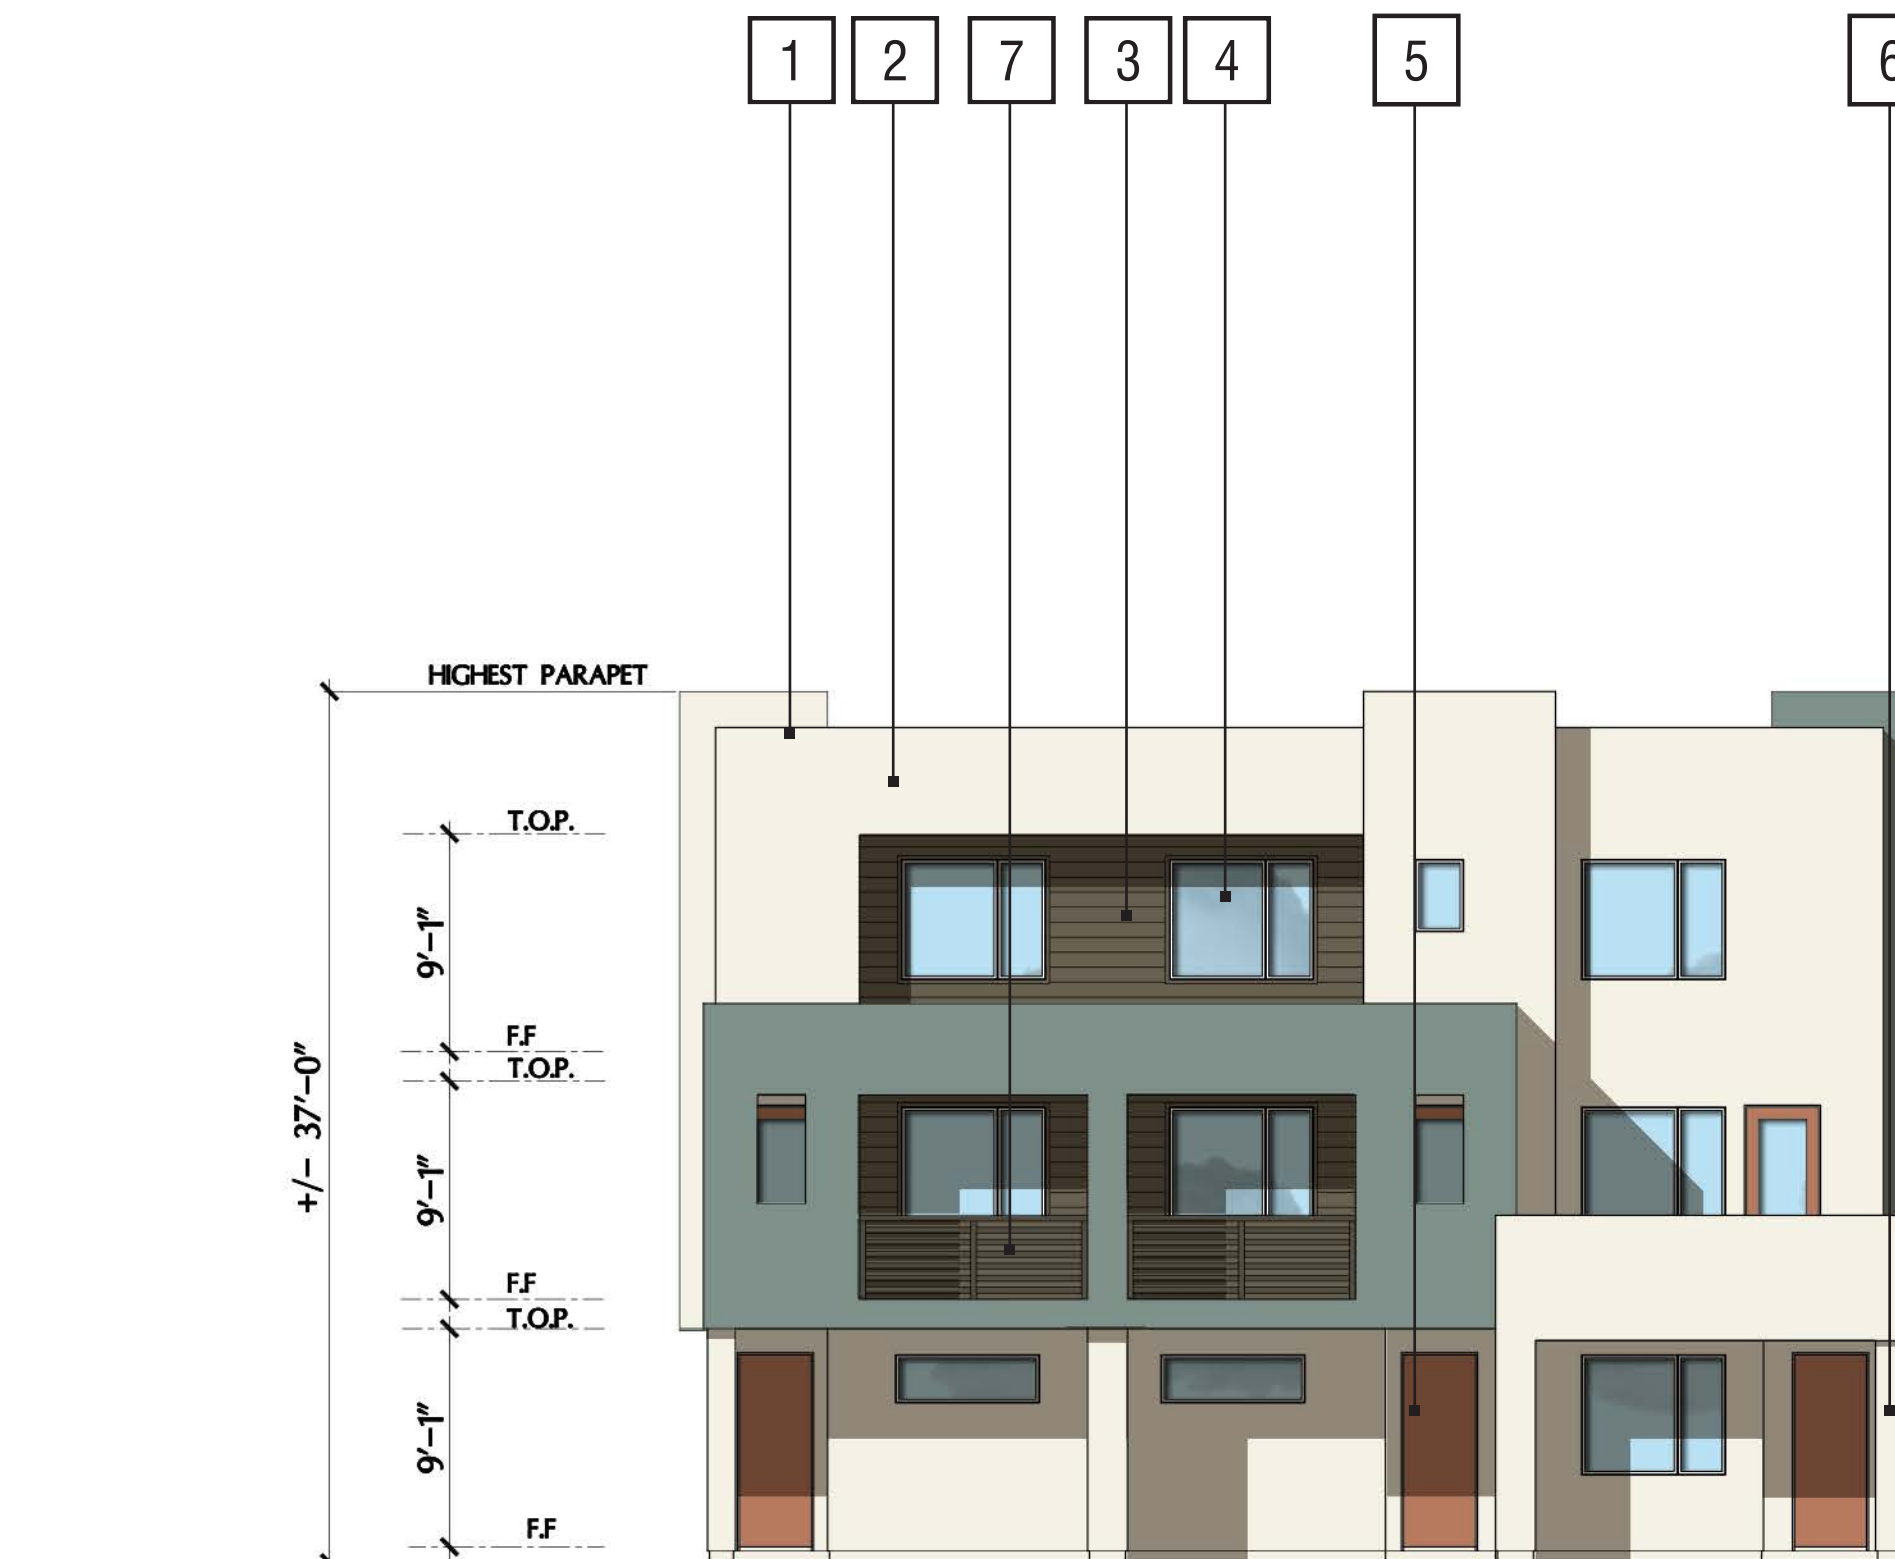 1 2 7 3 4 5 6
HIGHEST PARAPET
T.O.P.
9'-1"
F.F
T.O.P.
+/- 37'-0"
9'-1"
F.F
T.O.P.
9'-1"
F.F